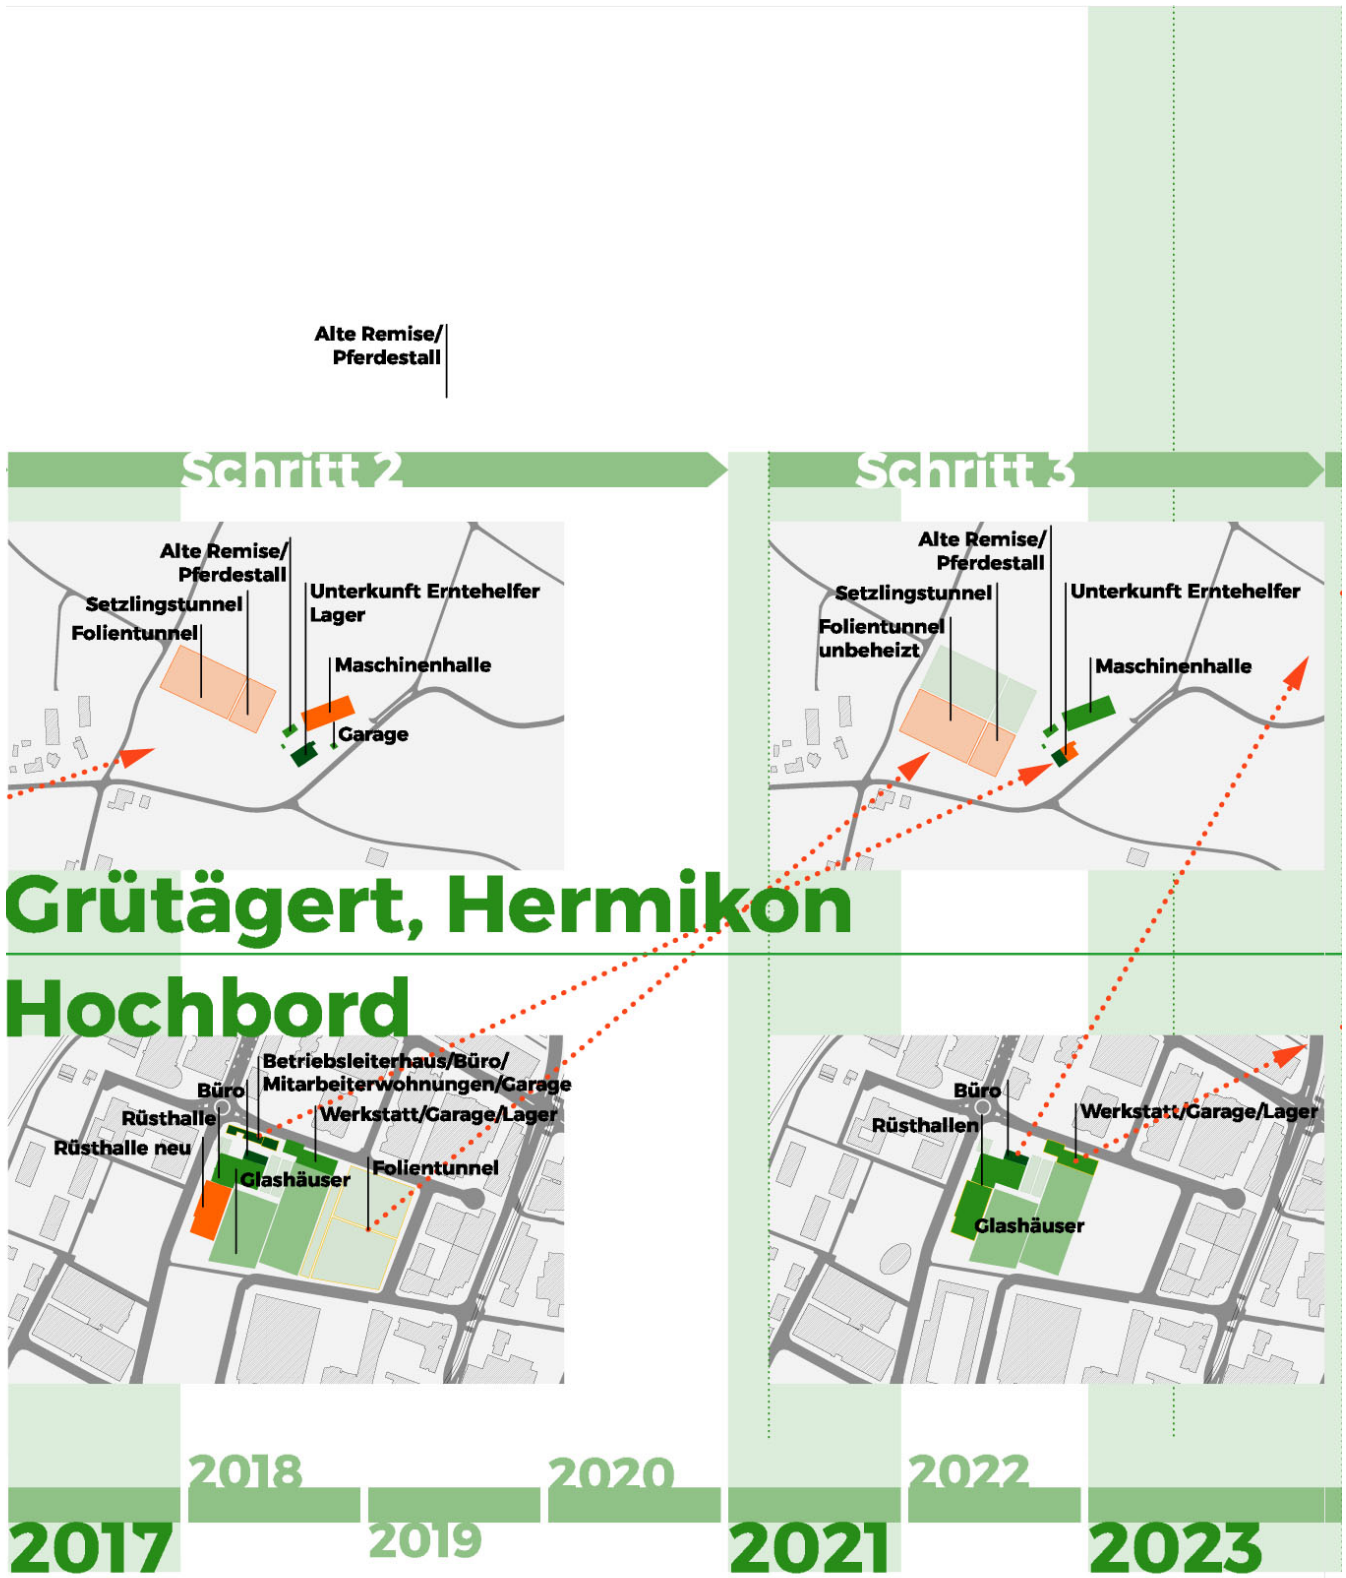 Alte Remise/
Pferdestall
Schritt 2
Schritt 3
Alte Remise/
Pferdestall
Setzlingstunnel
Folientunnel
Unterkunft Erntehelfer
Lager
Maschinenhalle
Garage
Alte Remise/
Pferdestall
Setzlingstunnel
Folientunnel
unbeheizt
Unterkunft Erntehelfer
Maschinenhalle
Grütägert, Hermikon
Hochbord
Betriebsleiterhaus/Büro/
Mitarbeiterwohnungen/Garage
Büro
Rüsthalle
Werkstatt/Garage/Lager
Rüsthalle neu
Folientunnel
Glashäuser
Büro
Werkstatt/Garage/Lager
Rüsthallen
Glashäuser
2017
2018
2019
2020
2021
2022
2023